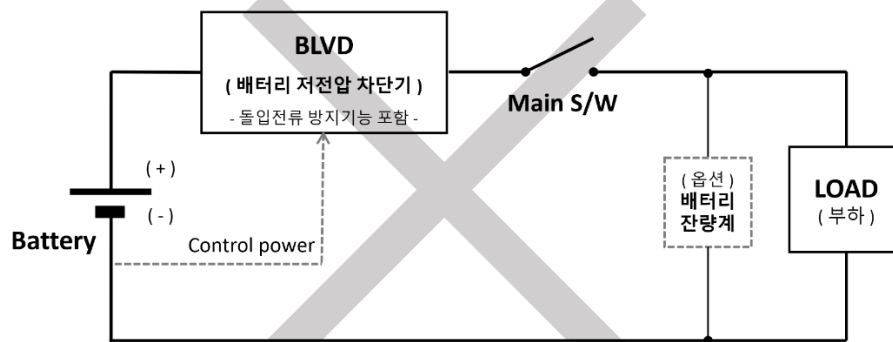 BLVD
( 배터리 저전압 차단기 )
- 돌입전류 방지기능 포함 -
Main S/W
( + )
( - )
Battery
Control power
( 옵션 )
배터리
잔량계
LOAD
( 부하 )